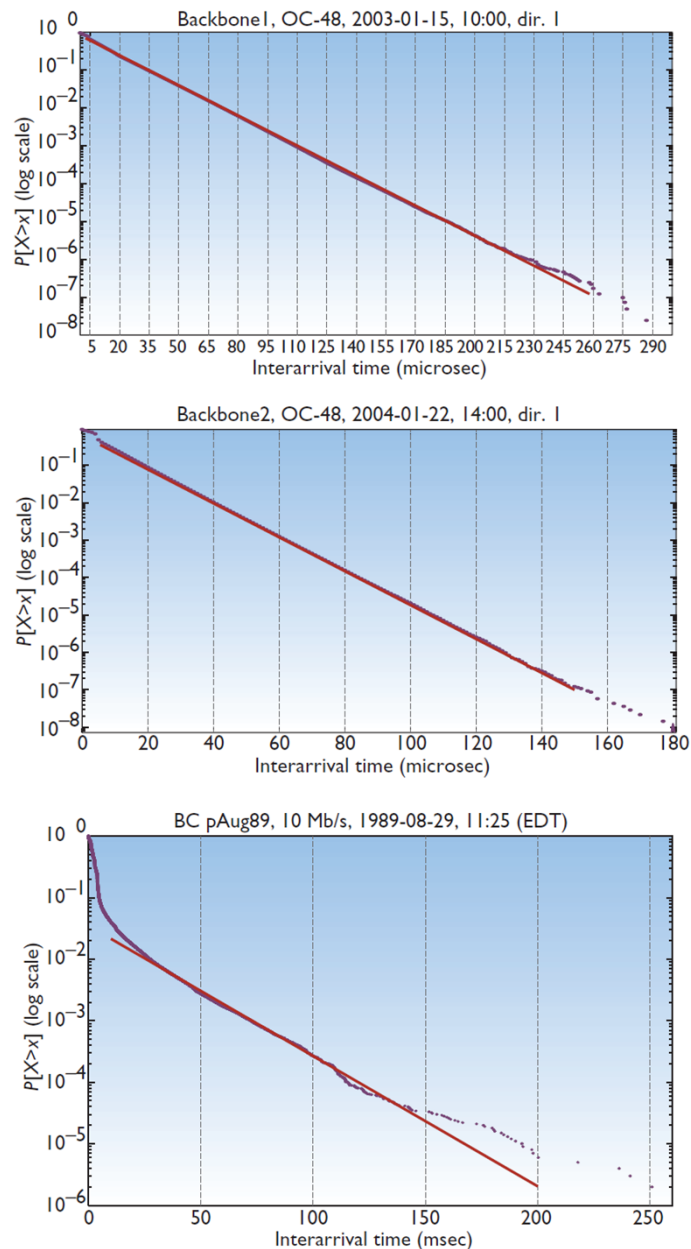 Backbone1, OC-48, 2003-01-15, 10:00, dir. 1
P[X>x] (log scale)
10 0
10–1
10–2
10–3
10–4
10–5
10–6
10–7
10–8
5 20 35 50 65 80 95 110 125 140 155 170 185 200 215 230 245 260 275 290
Interarrival time (microsec)
Backbone2, OC-48, 2004-01-22, 14:00, dir. 1
P[X>x] (log scale)
10–1
10–2
10–3
10–4
10–5
10–6
10–7
10–8
0 20 40 60 80 100 120 140 160 180
Interarrival time (microsec)
BC pAug89, 10 Mb/s, 1989-08-29, 11:25 (EDT)
P[X>x] (log scale)
10 0
10–1
10–2
10–3
10–4
10–5
10–6
0 50 100 150 200 250
Interarrival time (msec)